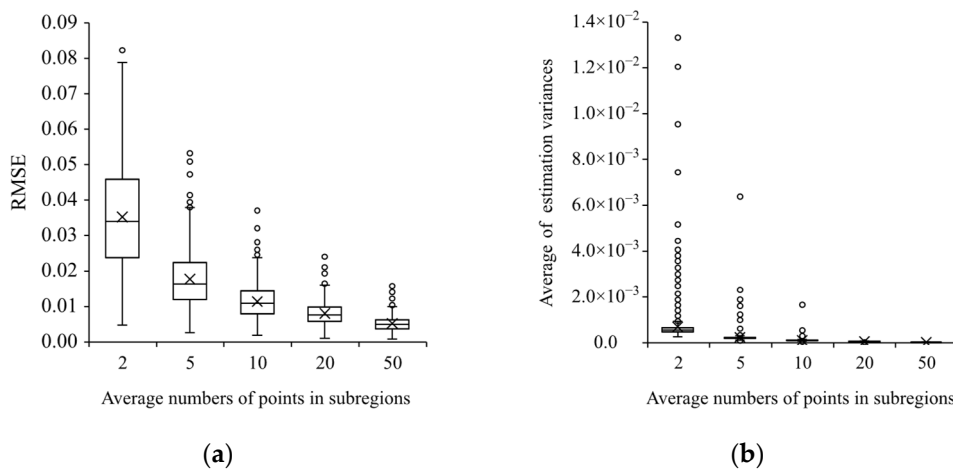 0.09
0.08
0.07
0.06
0.05
0.04
0.03
0.02
0.01
0.00
RMSE
2 5 10 20 50
Average numbers of points in subregions
(a)
1.4×10⁻²
1.2×10⁻²
1.4×10⁻²
8.0×10⁻³
6.0×10⁻³
4.0×10⁻³
2.0×10⁻³
0.0
Average of estimation variances
2 5 10 20 50
Average numbers of points in subregions
(b)